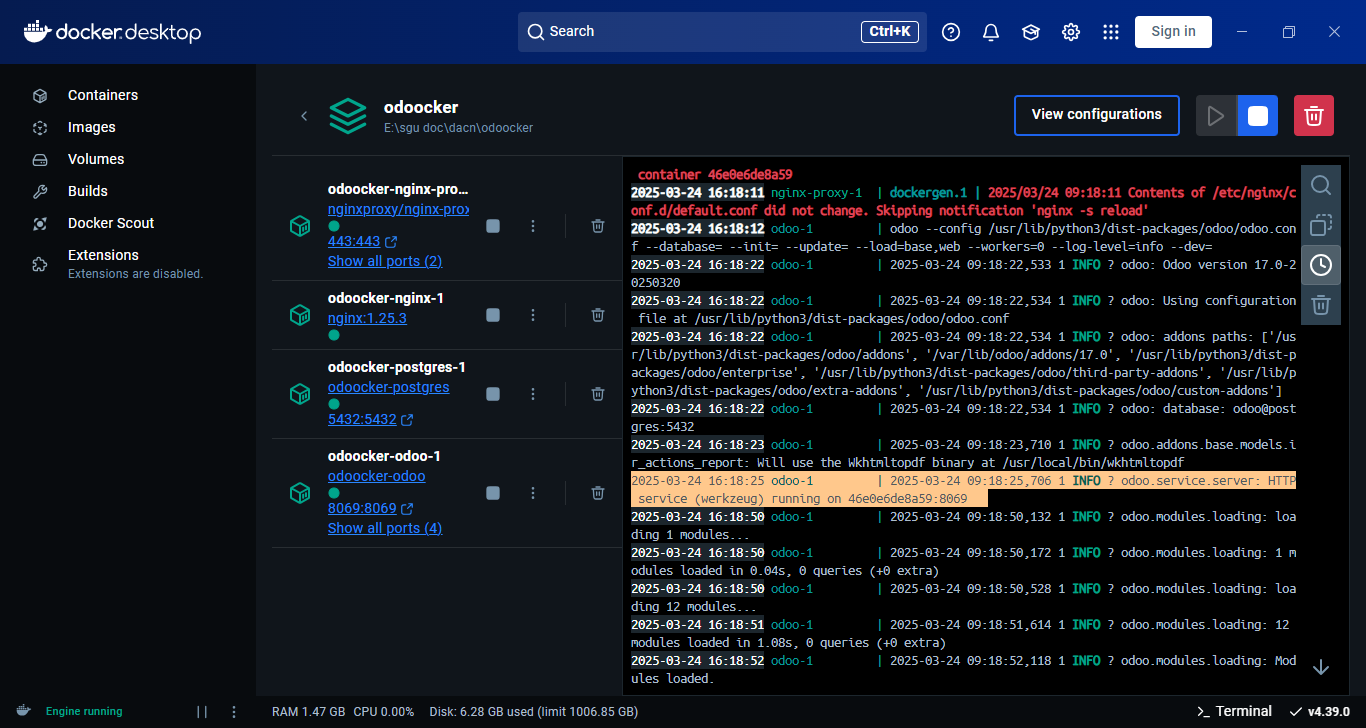 docker.desktop
Search
Ctrl+K
Sign in
Containers
Images
Volumes
Builds
Docker Scout
Extensions
Extensions are disabled.
odoocker
E:\sgu doc\dacn\odoocker
View configurations
odoocker-nginx-pro...
nginxproxy/nginx-prox
443:443
Show all ports (2)
odoocker-nginx-1
nginx:1.25.3
odoocker-postgres-1
odoocker-postgres
5432:5432
odoocker-odoo-1
odoocker-odoo
8069:8069
Show all ports (4)
container 46e0e6de8a59
2025-03-24 16:18:11 nginx-proxy-1 | dockergen.1 | 2025/03/24 09:18:11 Contents of /etc/nginx/c
onf.d/default.conf did not change. Skipping notification 'nginx -s reload'
2025-03-24 16:18:12 odoo-1 | odoo --config /usr/lib/python3/dist-packages/odoo/odoo.con
f --database= --init= --update= --load=base,web --workers=0 --log-level=info --dev=
2025-03-24 16:18:22 odoo-1 | 2025-03-24 09:18:22,533 1 INFO ? odoo: Odoo version 17.0-2
0250320
2025-03-24 16:18:22 odoo-1 | 2025-03-24 09:18:22,534 1 INFO ? odoo: Using configuration
file at /usr/lib/python3/dist-packages/odoo/odoo.conf
2025-03-24 16:18:22 odoo-1 | 2025-03-24 09:18:22,534 1 INFO ? odoo: addons paths: ['/us
r/lib/python3/dist-packages/odoo/addons', '/var/lib/odoo/addons/17.0', '/usr/lib/python3/dist-p
ackages/odoo/enterprise', '/usr/lib/python3/dist-packages/odoo/third-party-addons', '/usr/lib/p
ython3/dist-packages/odoo/extra-addons', '/usr/lib/python3/dist-packages/odoo/custom-addons']
2025-03-24 16:18:22 odoo-1 | 2025-03-24 09:18:22,534 1 INFO ? odoo: database: odoo@post
gres:5432
2025-03-24 16:18:23 odoo-1 | 2025-03-24 09:18:23,710 1 INFO ? odoo.addons.base.models.i
r_actions_report: Will use the Wkhtmltopdf binary at /usr/local/bin/wkhtmltopdf
2025-03-24 16:18:25 odoo-1 | 2025-03-24 09:18:25,706 1 INFO ? odoo.service.server: HTTP
service (werkzeug) running on 46e0e6de8a59:8069
2025-03-24 16:18:50 odoo-1 | 2025-03-24 09:18:50,132 1 INFO ? odoo.modules.loading: loa
ding 1 modules...
2025-03-24 16:18:50 odoo-1 | 2025-03-24 09:18:50,172 1 INFO ? odoo.modules.loading: 1 m
odules loaded in 0.04s, 0 queries (+0 extra)
2025-03-24 16:18:50 odoo-1 | 2025-03-24 09:18:50,528 1 INFO ? odoo.modules.loading: loa
ding 12 modules...
2025-03-24 16:18:51 odoo-1 | 2025-03-24 09:18:51,614 1 INFO ? odoo.modules.loading: 12
modules loaded in 1.08s, 0 queries (+0 extra)
2025-03-24 16:18:52 odoo-1 | 2025-03-24 09:18:52,118 1 INFO ? odoo.modules.loading: Mod
ules loaded.
Engine running
RAM 1.47 GB CPU 0.00% Disk: 6.28 GB used (limit 1006.85 GB)
Terminal
v4.39.0